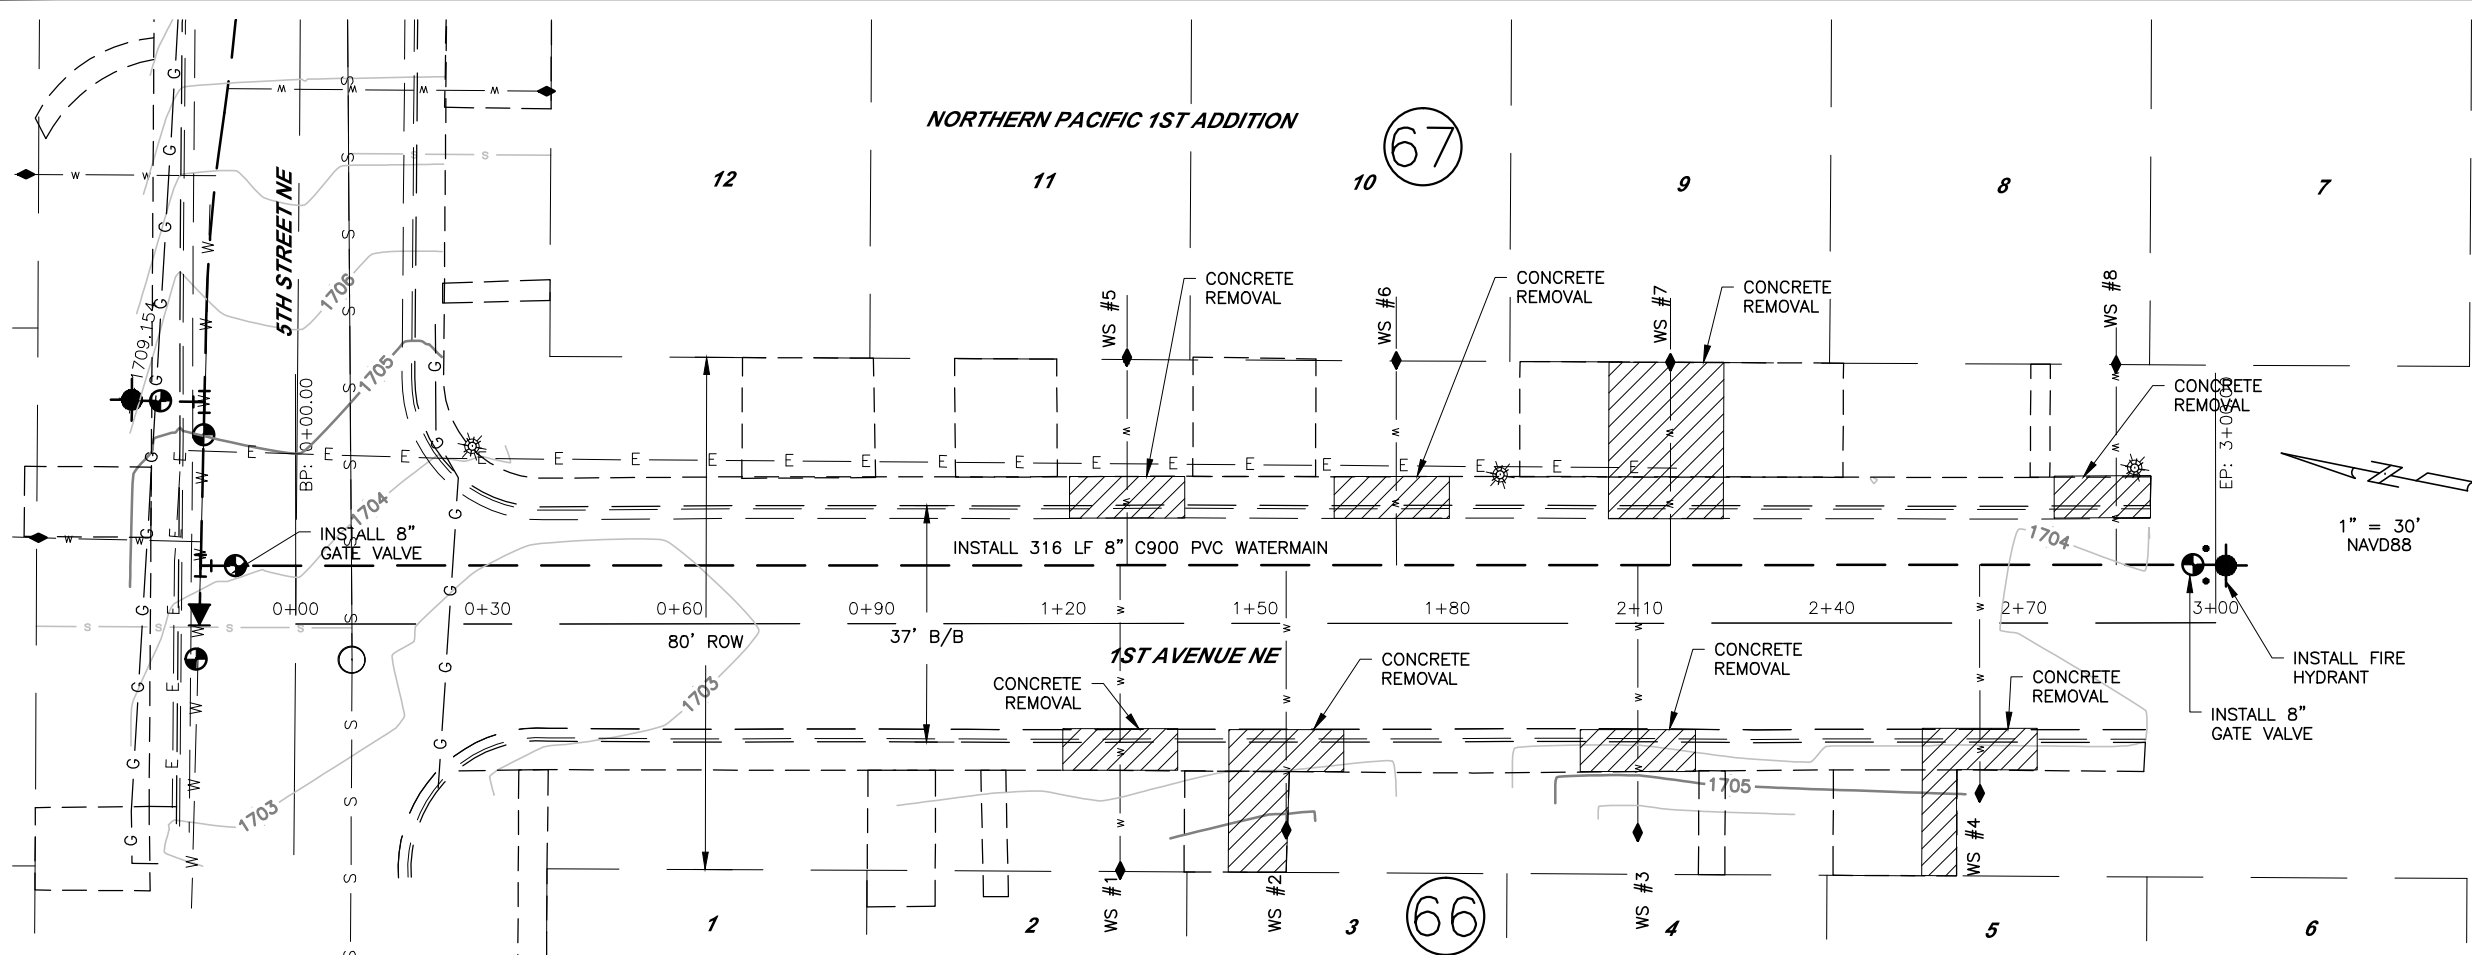 NORTHERN PACIFIC 1ST ADDITION
67
12
11
10
9
8
7
5TH STREET NE
1706
1705
1704
1703
1703
1709.154
BP: 0+00.00
WS #5
CONCRETE
REMOVAL
WS #6
CONCRETE
REMOVAL
WS #7
CONCRETE
REMOVAL
WS #8
CONCRETE
REMOVAL
EP: 3+00.00
INSTALL 8"
GATE VALVE
INSTALL 316 LF 8" C900 PVC WATERMAIN
1704
1" = 30'
NAVD88
0+00
0+30
0+60
0+90
1+20
1+50
1+80
2+10
2+40
2+70
3+00
80' ROW
37' B/B
1ST AVENUE NE
CONCRETE
REMOVAL
CONCRETE
REMOVAL
CONCRETE
REMOVAL
CONCRETE
REMOVAL
INSTALL FIRE
HYDRANT
INSTALL 8"
GATE VALVE
1705
WS #1
WS #2
WS #3
WS #4
66
1
2
3
4
5
6